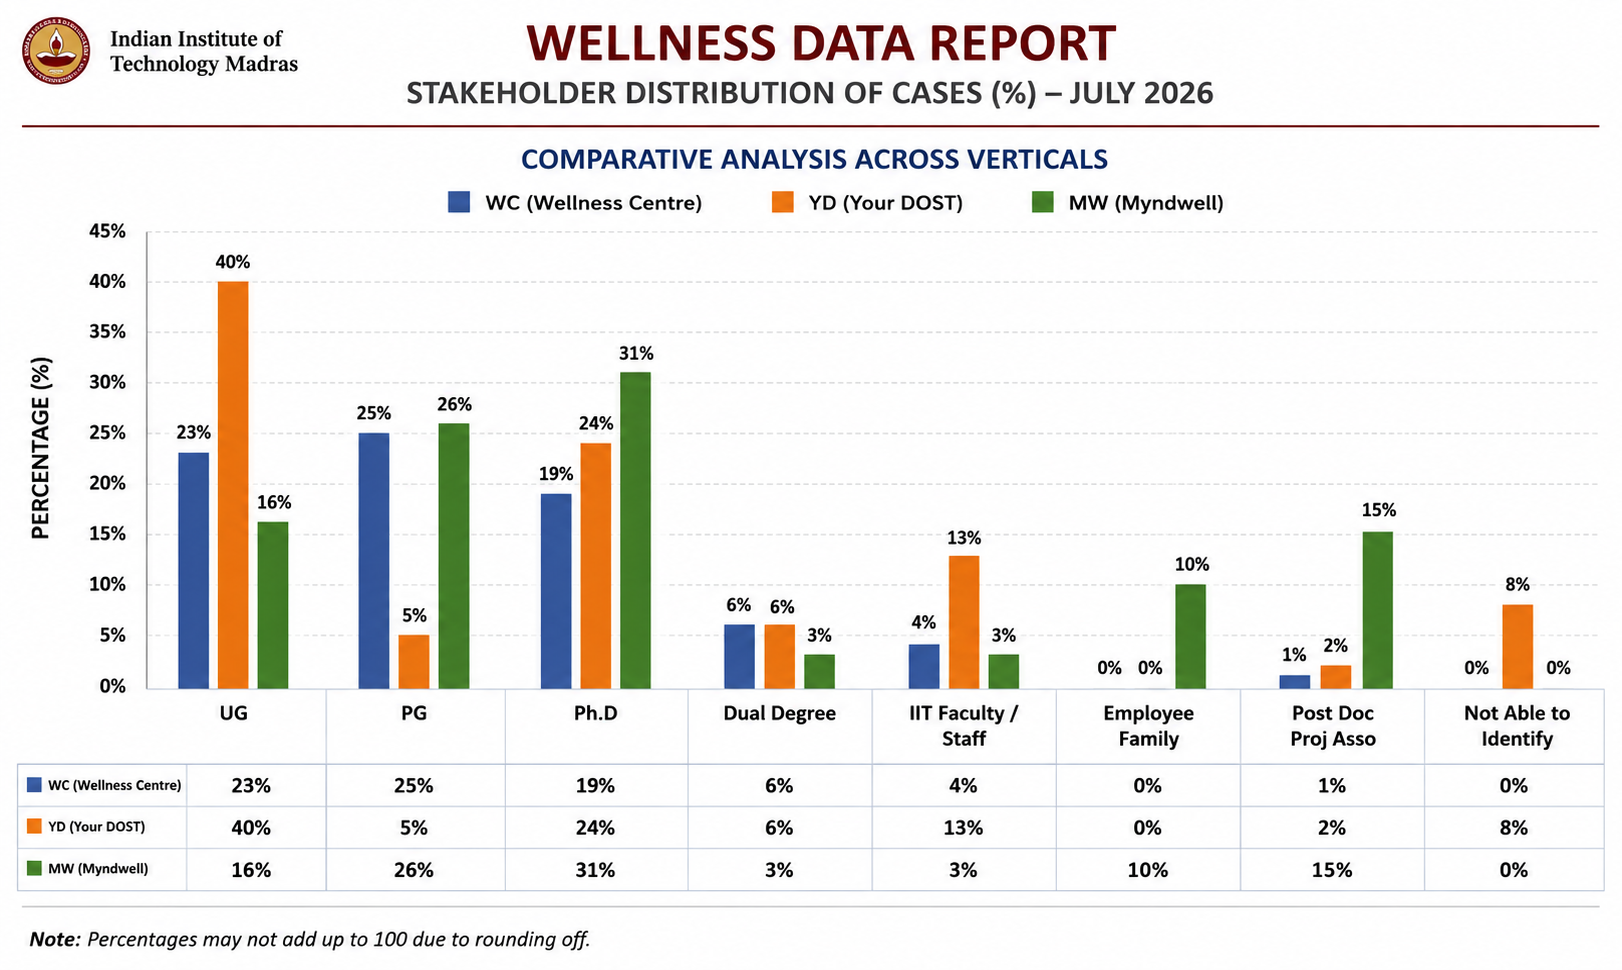 Indian Institute of
Technology Madras
WELLNESS DATA REPORT
STAKEHOLDER DISTRIBUTION OF CASES (%) – JULY 2026
COMPARATIVE ANALYSIS ACROSS VERTICALS
WC (Wellness Centre) YD (Your DOST) MW (Myndwell)
PERCENTAGE (%)
45%
40%
35%
30%
25%
20%
15%
10%
5%
0%
23% 40% 16%
25% 5% 26%
19% 24% 31%
6% 6% 3%
4% 13% 3%
0% 0% 10%
1% 2% 15%
0% 8% 0%
UG PG Ph.D Dual Degree IIT Faculty / Employee Post Doc Not Able to
Staff Family Proj Asso Identify
WC (Wellness Centre) 23% 25% 19% 6% 4% 0% 1% 0%
YD (Your DOST) 40% 5% 24% 6% 13% 0% 2% 8%
MW (Myndwell) 16% 26% 31% 3% 3% 10% 15% 0%
Note: Percentages may not add up to 100 due to rounding off.